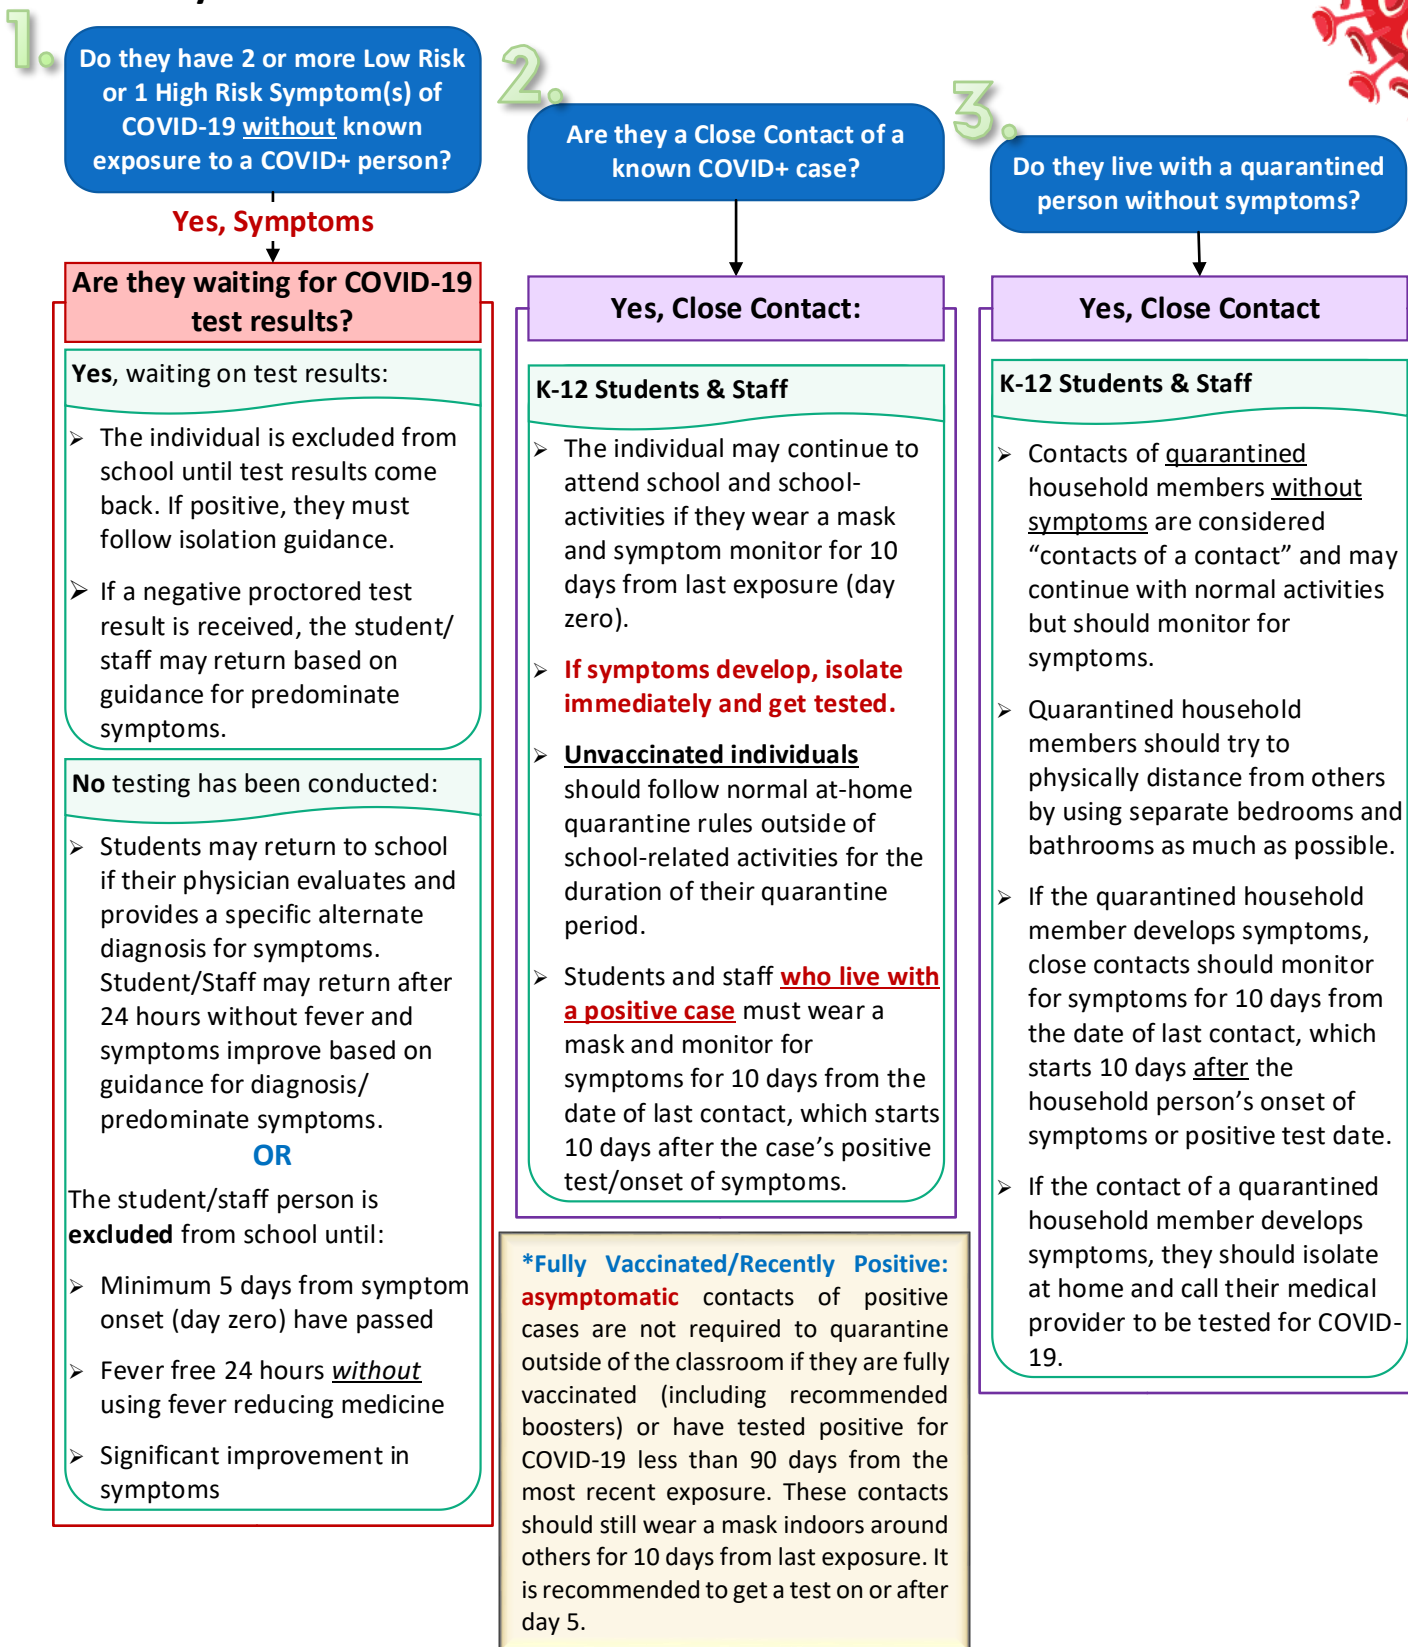 1.
Do they have 2 or more Low Risk
or 1 High Risk Symptom(s) of
COVID-19 without known
exposure to a COVID+ person?
Yes, Symptoms
Are they waiting for COVID-19
test results?
Yes, waiting on test results:
➢ The individual is excluded from
school until test results come
back. If positive, they must
follow isolation guidance.
➢ If a negative proctored test
result is received, the student/
staff may return based on
guidance for predominate
symptoms.
No testing has been conducted:
➢ Students may return to school
if their physician evaluates and
provides a specific alternate
diagnosis for symptoms.
Student/Staff may return after
24 hours without fever and
symptoms improve based on
guidance for diagnosis/
predominate symptoms.
OR
The student/staff person is
excluded from school until:
➢ Minimum 5 days from symptom
onset (day zero) have passed
➢ Fever free 24 hours without
using fever reducing medicine
➢ Significant improvement in
symptoms
2.
Are they a Close Contact of a
known COVID+ case?
Yes, Close Contact:
K-12 Students & Staff
➢ The individual may continue to
attend school and school-
activities if they wear a mask
and symptom monitor for 10
days from last exposure (day
zero).
➢ If symptoms develop, isolate
immediately and get tested.
➢ Unvaccinated individuals
should follow normal at-home
quarantine rules outside of
school-related activities for the
duration of their quarantine
period.
➢ Students and staff who live with
a positive case must wear a
mask and monitor for
symptoms for 10 days from the
date of last contact, which starts
10 days after the case’s positive
test/onset of symptoms.
*Fully Vaccinated/Recently Positive:
asymptomatic contacts of positive
cases are not required to quarantine
outside of the classroom if they are fully
vaccinated (including recommended
boosters) or have tested positive for
COVID-19 less than 90 days from the
most recent exposure. These contacts
should still wear a mask indoors around
others for 10 days from last exposure. It
is recommended to get a test on or after
day 5.
3.
Do they live with a quarantined
person without symptoms?
Yes, Close Contact
K-12 Students & Staff
➢ Contacts of quarantined
household members without
symptoms are considered
“contacts of a contact” and may
continue with normal activities
but should monitor for
symptoms.
➢ Quarantined household
members should try to
physically distance from others
by using separate bedrooms and
bathrooms as much as possible.
➢ If the quarantined household
member develops symptoms,
close contacts should monitor
for symptoms for 10 days from
the date of last contact, which
starts 10 days after the
household person’s onset of
symptoms or positive test date.
➢ If the contact of a quarantined
household member develops
symptoms, they should isolate
at home and call their medical
provider to be tested for COVID-
19.